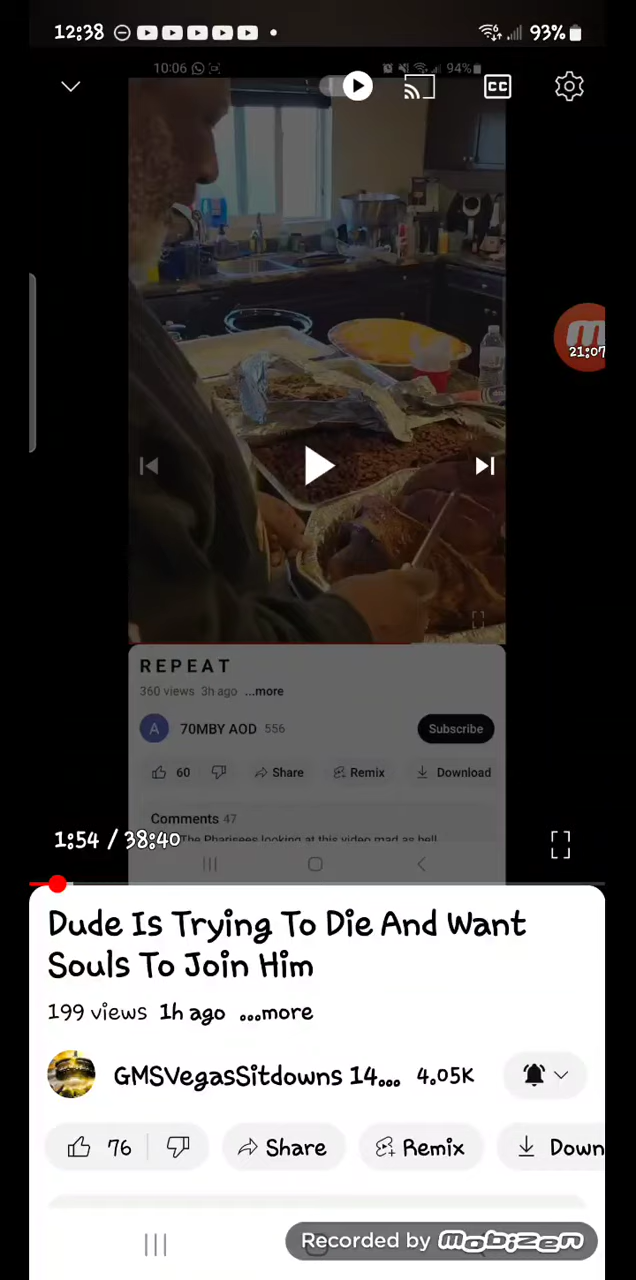 12:38
93%
10:06
94%
CC
21:07
REPEAT
360 views 3h ago ...more
A 70MBY AOD 556 Subscribe
60 Share Remix Download
Comments 47
The Pharisees looking at this video mad as hell
1:54 / 38:40
Dude Is Trying To Die And Want
Souls To Join Him
199 views 1h ago ...more
GMSVegasSitdowns 14... 4.05K
76 Share Remix Down
Recorded by mobizen